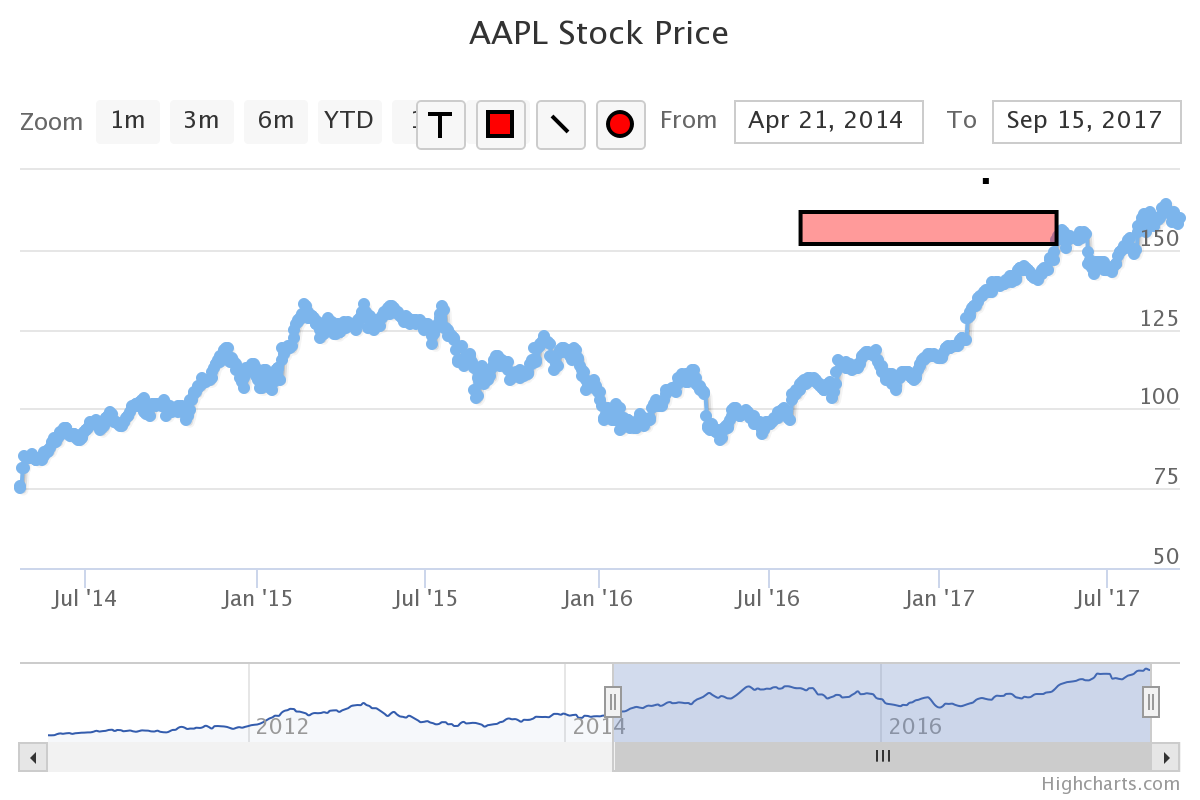 AAPL Stock Price
Zoom 1m 3m 6m YTD T From Apr 21, 2014 To Sep 15, 2017
150
125
100
75
50
Jul '14 Jan '15 Jul '15 Jan '16 Jul '16 Jan '17 Jul '17
2012 2014 2016
Highcharts.com